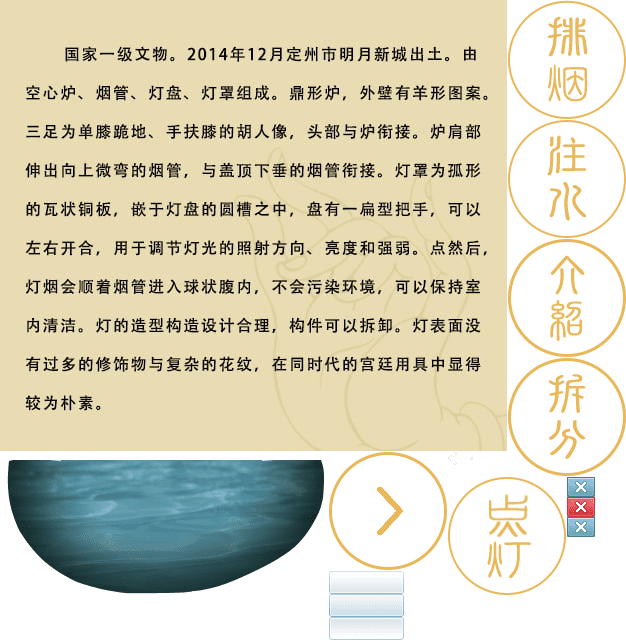 国家一级文物。2014年12月定州市明月新城出土。由
空心炉、烟管、灯盘、灯罩组成。鼎形炉，外壁有羊形图案。
三足为单膝跪地、手扶膝的胡人像，头部与炉衔接。炉肩部
伸出向上微弯的烟管，与盖顶下垂的烟管衔接。灯罩为孤形
的瓦状铜板，嵌于灯盘的圆槽之中，盘有一扁型把手，可以
左右开合，用于调节灯光的照射方向、亮度和强弱。点然后，
灯烟会顺着烟管进入球状腹内，不会污染环境，可以保持室
内清洁。灯的造型构造设计合理，构件可以拆卸。灯表面没
有过多的修饰物与复杂的花纹，在同时代的宫廷用具中显得
较为朴素。
排烟
注水
介紹
拆分
点灯